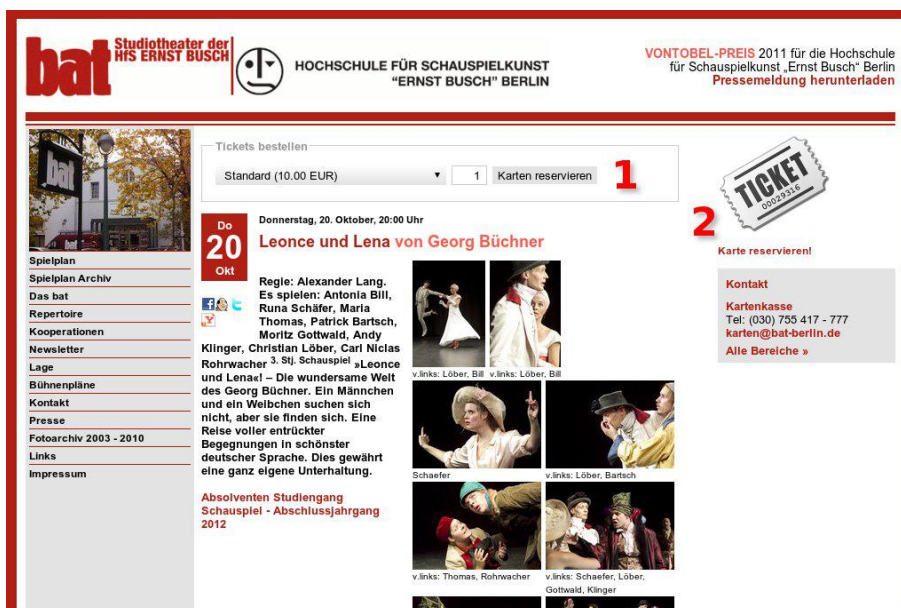 bat Studiotheater der
HfS ERNST BUSCH
HOCHSCHULE FÜR SCHAUSPIELKUNST
"ERNST BUSCH" BERLIN
VONTOBEL-PREIS 2011 für die Hochschule
für Schauspielkunst „Ernst Busch" Berlin
Pressemeldung herunterladen
bat
Spielplan
Spielplan Archiv
Das bat
Repertoire
Kooperationen
Newsletter
Lage
Bühnenpläne
Kontakt
Presse
Fotoarchiv 2003 - 2010
Links
Impressum
Tickets bestellen
Standard (10.00 EUR) 1 Karten reservieren 1
Do
20
Okt
Donnerstag, 20. Oktober, 20:00 Uhr
Leonce und Lena von Georg Büchner
Regie: Alexander Lang.
Es spielen: Antonia Bill,
Runa Schäfer, Maria
Thomas, Patrick Bartsch,
Moritz Gottwald, Andy
Klinger, Christian Löber, Carl Niclas
Rohrwacher 3. Stj. Schauspiel »Leonce
und Lena«! – Die wundersame Welt
des Georg Büchner. Ein Männchen
und ein Weibchen suchen sich
nicht, aber sie finden sich. Eine
Reise voller entrückter
Begegnungen in schönster
deutscher Sprache. Dies gewährt
eine ganz eigene Unterhaltung.
Absolventen Studiengang
Schauspiel - Abschlussjahrgang
2012
v.links: Löber, Bill
v.links: Löber, Bill
Schaefer
v.links: Löber, Bartsch
v.links: Thomas, Rohrwacher
v.links: Schaefer, Löber,
Gottwald, Klinger
TICKET
00029316
2
Karte reservieren!
Kontakt
Kartenkasse
Tel: (030) 755 417 - 777
karten@bat-berlin.de
Alle Bereiche »